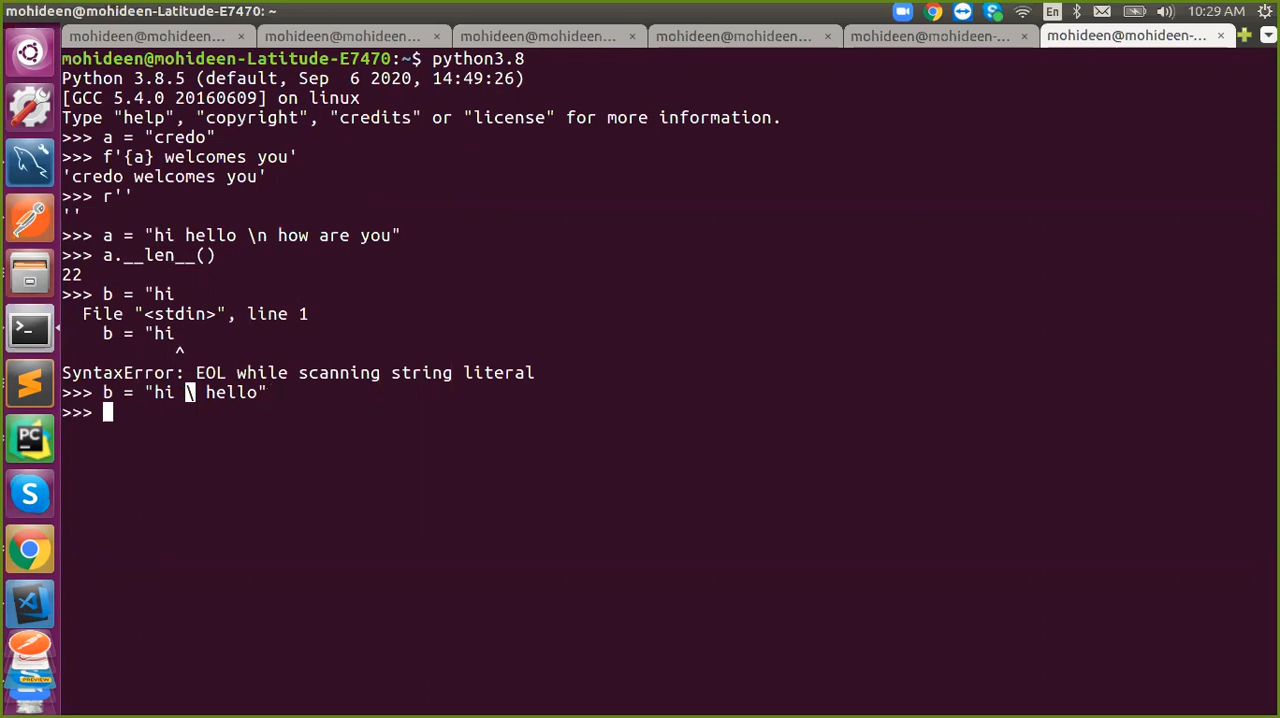 mohideen@mohideen-Latitude-E7470: ~
En
10:29 AM
mohideen@mohideen... × mohideen@mohideen... × mohideen@mohideen... × mohideen@mohideen... × mohideen@mohideen-... × mohideen@mohideen-... ×
mohideen@mohideen-Latitude-E7470:~$ python3.8
Python 3.8.5 (default, Sep  6 2020, 14:49:26)
[GCC 5.4.0 20160609] on linux
Type "help", "copyright", "credits" or "license" for more information.
>>> a = "credo"
>>> f'{a} welcomes you'
'credo welcomes you'
>>> r''
''
>>> a = "hi hello \n how are you"
>>> a.__len__()
22
>>> b = "hi
  File "<stdin>", line 1
    b = "hi
           ^
SyntaxError: EOL while scanning string literal
>>> b = "hi \ hello"
>>>
PC
S
PREVIEW